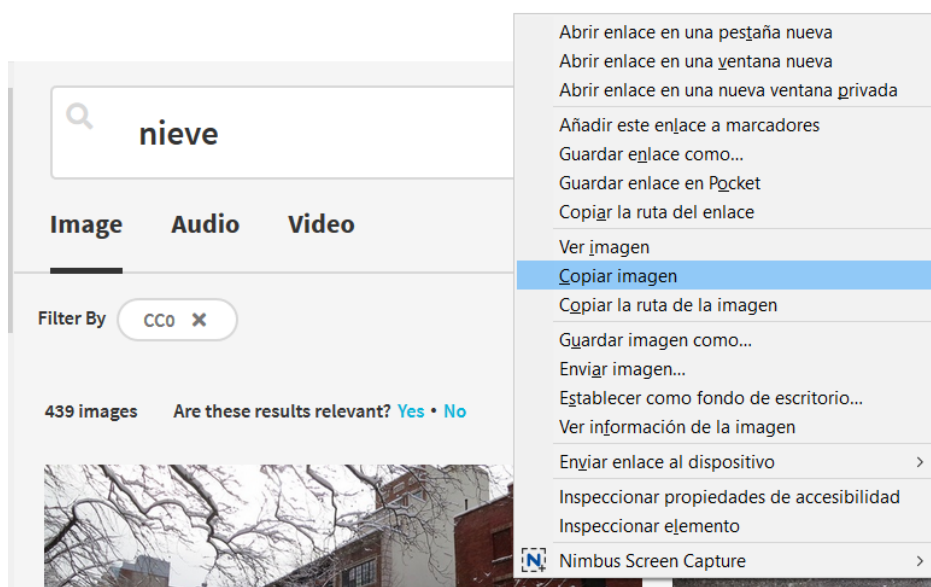 nieve
Image Audio Video
Filter By CC0 ×
439 images Are these results relevant? Yes • No
Abrir enlace en una pestaña nueva
Abrir enlace en una ventana nueva
Abrir enlace en una nueva ventana privada
Añadir este enlace a marcadores
Guardar enlace como...
Guardar enlace en Pocket
Copiar la ruta del enlace
Ver imagen
Copiar imagen
Copiar la ruta de la imagen
Guardar imagen como...
Enviar imagen...
Establecer como fondo de escritorio...
Ver información de la imagen
Enviar enlace al dispositivo
Inspeccionar propiedades de accesibilidad
Inspeccionar elemento
N Nimbus Screen Capture